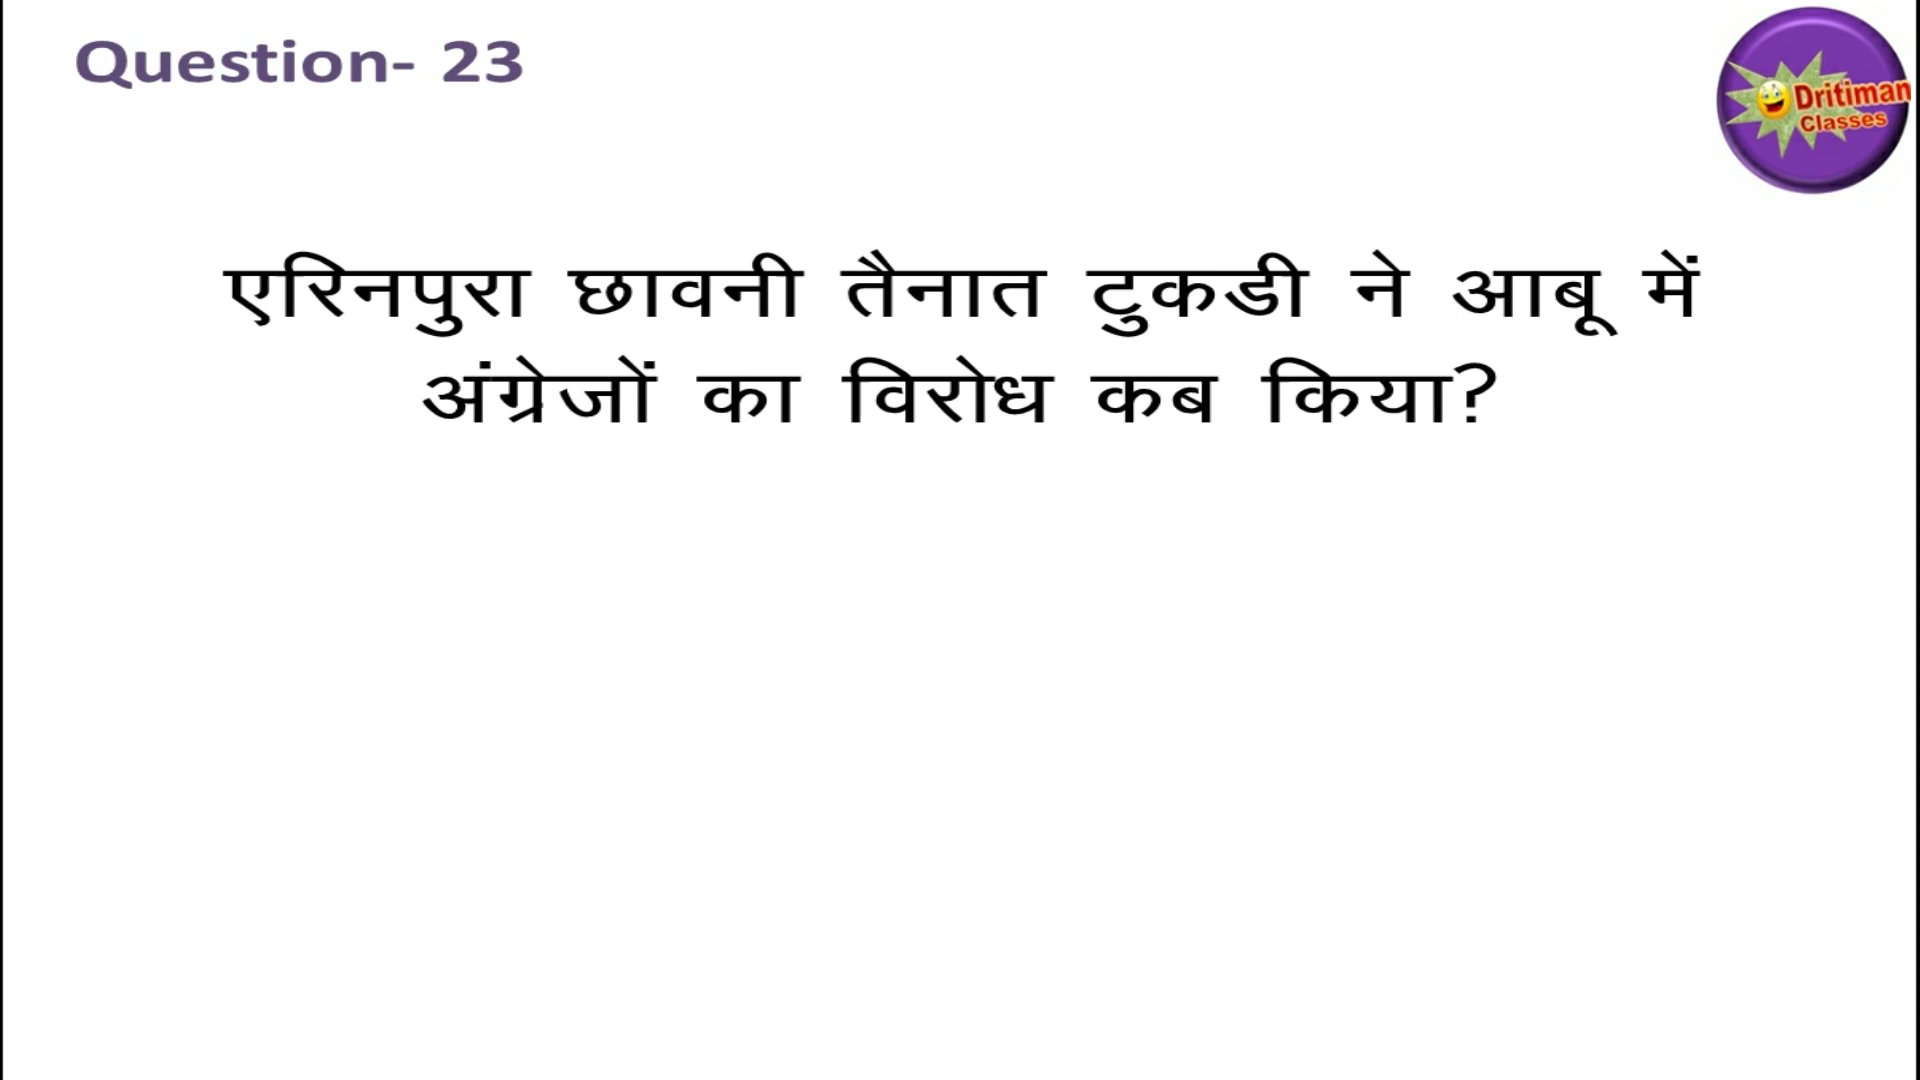 Question- 23
Dritiman
Classes
एरिनपुरा छावनी तैनात टुकडी ने आबू में
अंग्रेजों का विरोध कब किया?